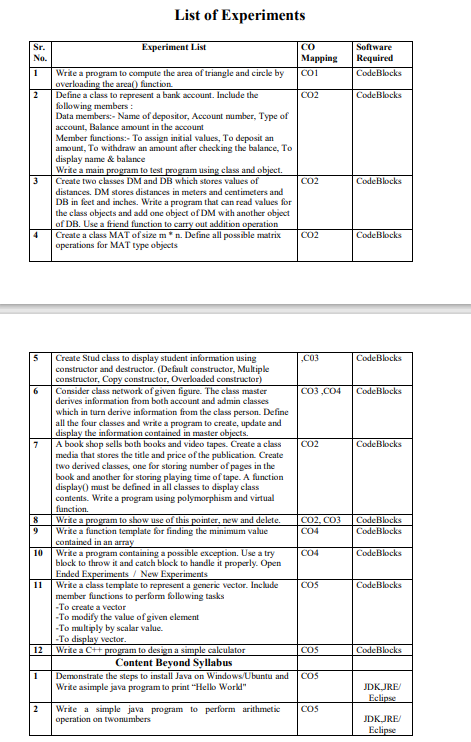 List of Experiments
Sr. No. Experiment List CO Mapping Software Required
1 Write a program to compute the area of triangle and circle by CO1 CodeBlocks
overloading the area() function.
2 Define a class to represent a bank account. Include the CO2 CodeBlocks
following members :
Data members:- Name of depositor, Account number, Type of
account, Balance amount in the account
Member functions:- To assign initial values, To deposit an
amount, To withdraw an amount after checking the balance, To
display name & balance
Write a main program to test program using class and object.
3 Create two classes DM and DB which stores values of CO2 CodeBlocks
distances. DM stores distances in meters and centimeters and
DB in feet and inches. Write a program that can read values for
the class objects and add one object of DM with another object
of DB. Use a friend function to carry out addition operation
4 Create a class MAT of size m * n. Define all possible matrix CO2 CodeBlocks
operations for MAT type objects
5 Create Stud class to display student information using ,C03 CodeBlocks
constructor and destructor. (Default constructor, Multiple
constructor, Copy constructor, Overloaded constructor)
6 Consider class network of given figure. The class master CO3 ,CO4 CodeBlocks
derives information from both account and admin classes
which in turn derive information from the class person. Define
all the four classes and write a program to create, update and
display the information contained in master objects.
7 A book shop sells both books and video tapes. Create a class CO2 CodeBlocks
media that stores the title and price of the publication. Create
two derived classes, one for storing number of pages in the
book and another for storing playing time of tape. A function
display() must be defined in all classes to display class
contents. Write a program using polymorphism and virtual
function.
8 Write a program to show use of this pointer, new and delete. CO2, CO3 CodeBlocks
9 Write a function template for finding the minimum value CO4 CodeBlocks
contained in an array
10 Write a program containing a possible exception. Use a try CO4 CodeBlocks
block to throw it and catch block to handle it properly. Open
Ended Experiments / New Experiments
11 Write a class template to represent a generic vector. Include CO5 CodeBlocks
member functions to perform following tasks
-To create a vector
-To modify the value of given element
-To multiply by scalar value.
-To display vector.
12 Write a C++ program to design a simple calculator CO5 CodeBlocks
Content Beyond Syllabus
1 Demonstrate the steps to install Java on Windows/Ubuntu and CO5
Write asimple java program to print "Hello World" JDK,JRE/
Eclipse
2 Write a simple java program to perform arithmetic CO5
operation on twonumbers JDK,JRE/
Eclipse